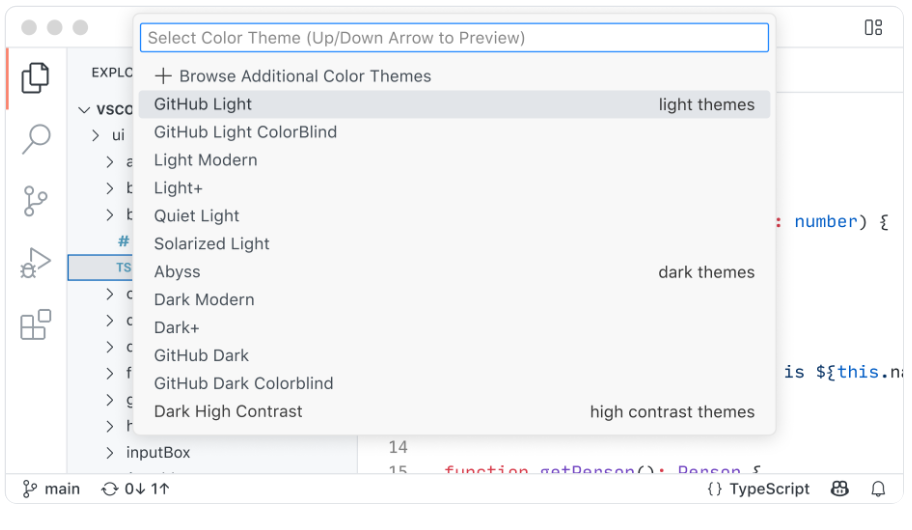 Select Color Theme (Up/Down Arrow to Preview)
Browse Additional Color Themes
GitHub Light light themes
GitHub Light ColorBlind
Light Modern
Light+
Quiet Light
Solarized Light
Abyss dark themes
Dark Modern
Dark+
GitHub Dark
GitHub Dark Colorblind
Dark High Contrast high contrast themes
ui
#
TS
: number) {
is ${this.
inputBox
14
15 function getPerson(): Person {
main 0↓ 1↑ {} TypeScript